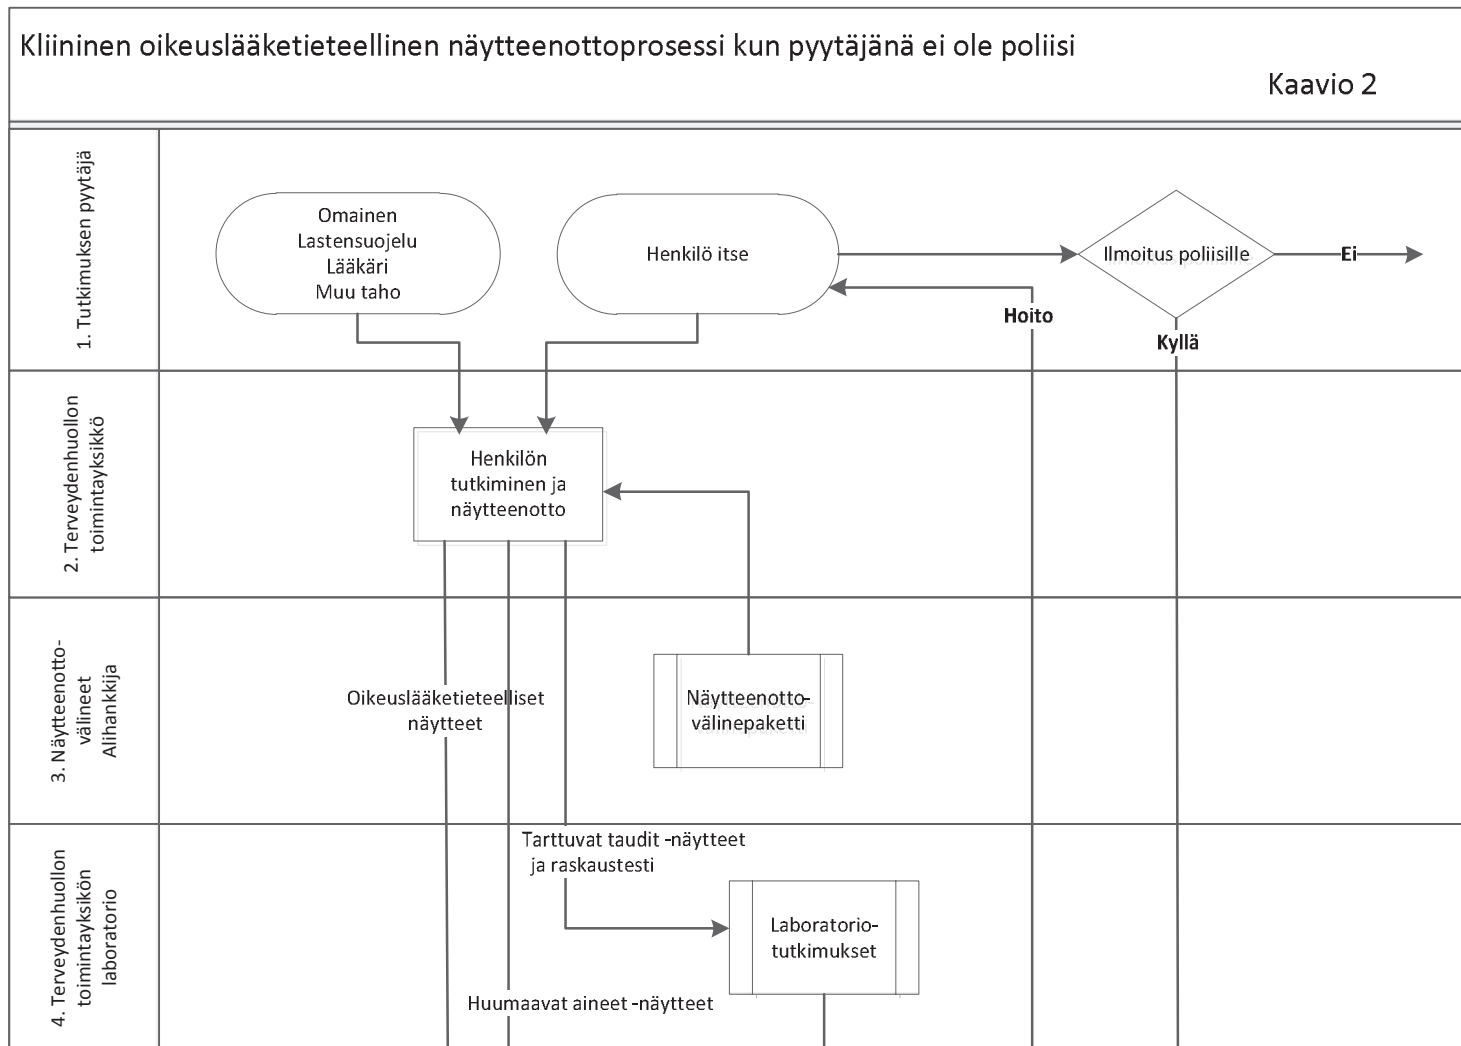 Kliininen oikeuslääketieteellinen näytteenottoprosessi kun pyytäjänä ei ole poliisi
Kaavio 2
1. Tutkimuksen pyytäjä
Omainen
Lastensuojelu
Lääkäri
Muu taho
Henkilö itse
Ilmoitus poliisille
Ei
Hoito
Kyllä
2. Terveydenhuollon
toimintayksikkö
Henkilön
tutkiminen ja
näytteenotto
3. Näytteenotto-
välineet
Alihankkija
Oikeuslääketieteelliset
näytteet
Näytteenotto-
välinepaketti
4. Terveydenhuollon
toimintayksikön
laboratorio
Tarttuvat taudit -näytteet
ja raskaustesti
Laboratorio-
tutkimukset
Huumaavat aineet -näytteet